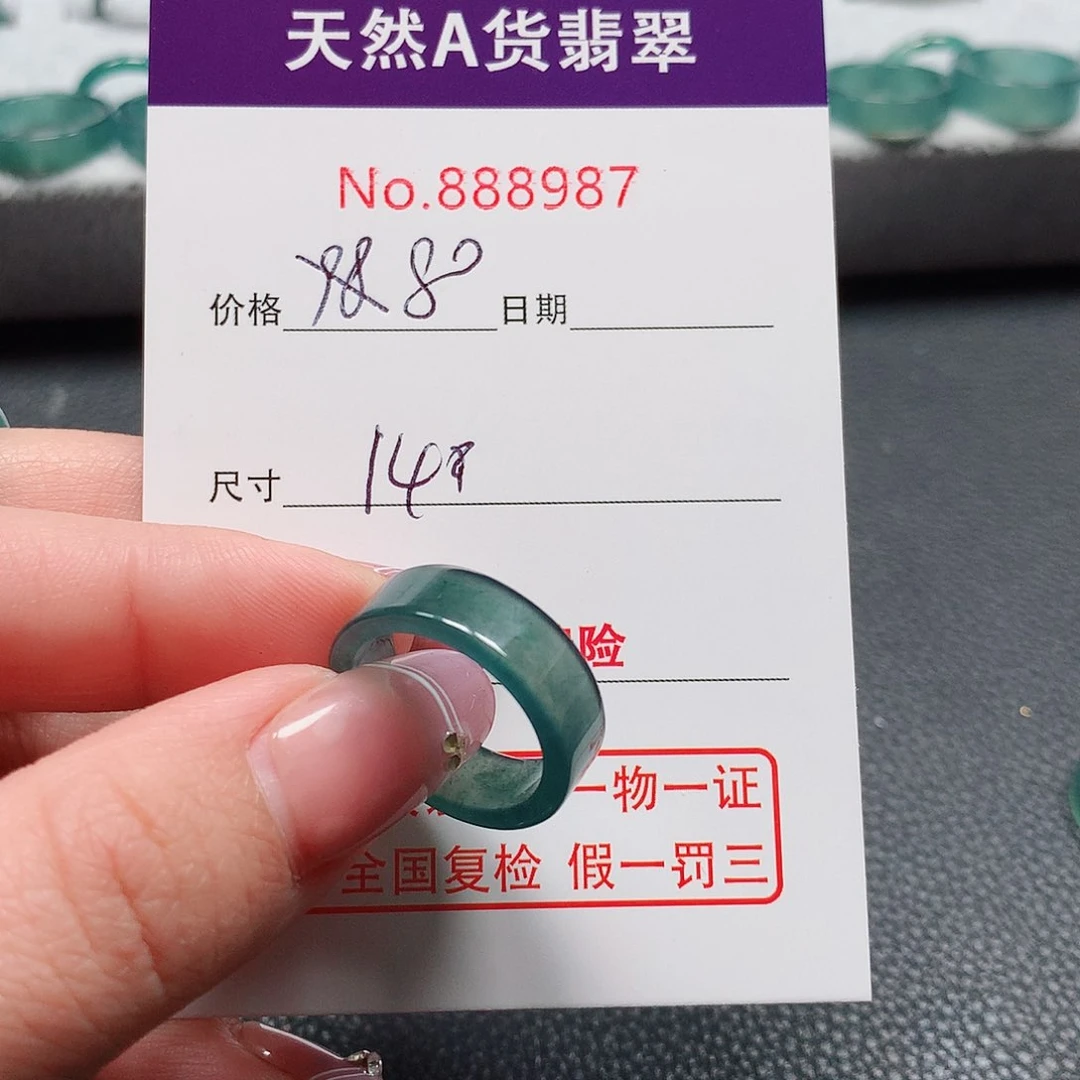 天然A货翡翠
No.888987
价格 80 日期
尺寸 14
险
一物一证
全国复检 假一罚三